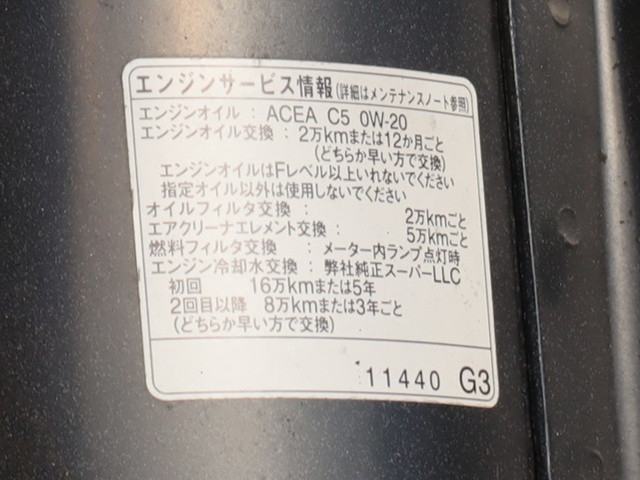 エンジンサービス情報(詳細はメンテナンスノート参照)
エンジンオイル : ACEA C5 0W-20
エンジンオイル交換 : 2万kmまたは12か月ごと
(どちらか早い方で交換)
エンジンオイルはFレベル以上いれないでください
指定オイル以外は使用しないでください
オイルフィルタ交換 : 2万kmごと
エアクリーナエレメント交換 : 5万kmごと
燃料フィルタ交換 : メーター内ランプ点灯時
エンジン冷却水交換 : 弊社純正スーパーLLC
初回 16万kmまたは5年
2回目以降 8万kmまたは3年ごと
(どちらか早い方で交換)
11440 G3